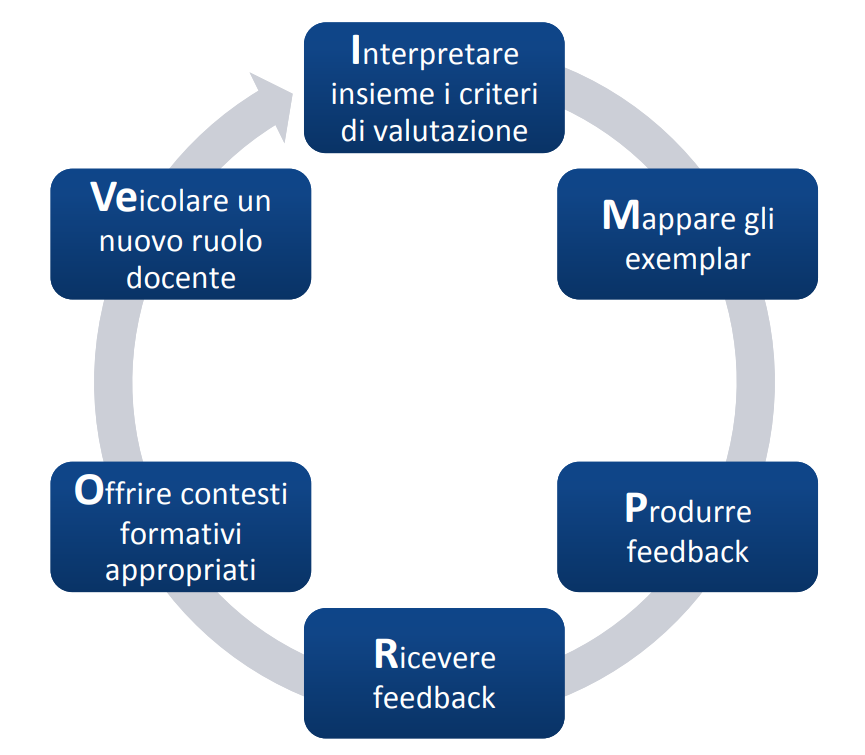 Interpretare
insieme i criteri
di valutazione
Mappare gli
exemplar
Produrre
feedback
Ricevere
feedback
Offrire contesti
formativi
appropriati
Veicolare un
nuovo ruolo
docente